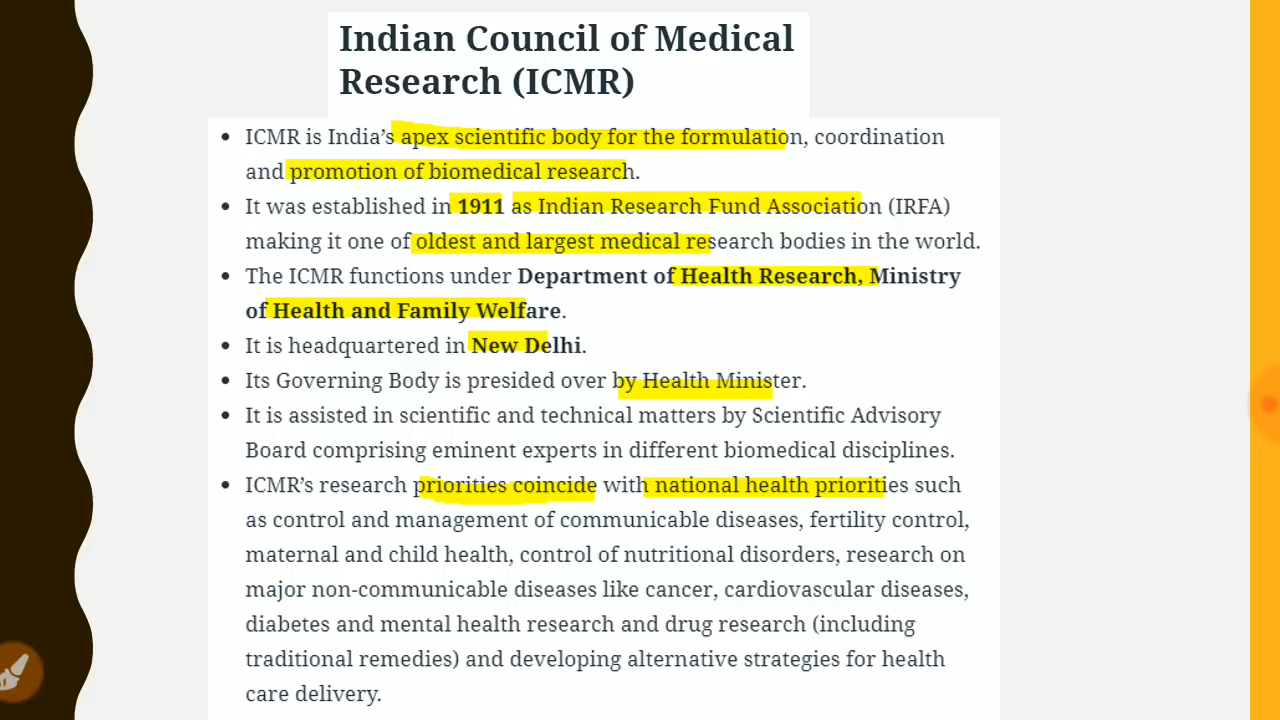 Indian Council of Medical
Research (ICMR)
• ICMR is India's apex scientific body for the formulation, coordination
and promotion of biomedical research.
• It was established in 1911 as Indian Research Fund Association (IRFA)
making it one of oldest and largest medical research bodies in the world.
• The ICMR functions under Department of Health Research, Ministry
of Health and Family Welfare.
• It is headquartered in New Delhi.
• Its Governing Body is presided over by Health Minister.
• It is assisted in scientific and technical matters by Scientific Advisory
Board comprising eminent experts in different biomedical disciplines.
• ICMR's research priorities coincide with national health priorities such
as control and management of communicable diseases, fertility control,
maternal and child health, control of nutritional disorders, research on
major non-communicable diseases like cancer, cardiovascular diseases,
diabetes and mental health research and drug research (including
traditional remedies) and developing alternative strategies for health
care delivery.